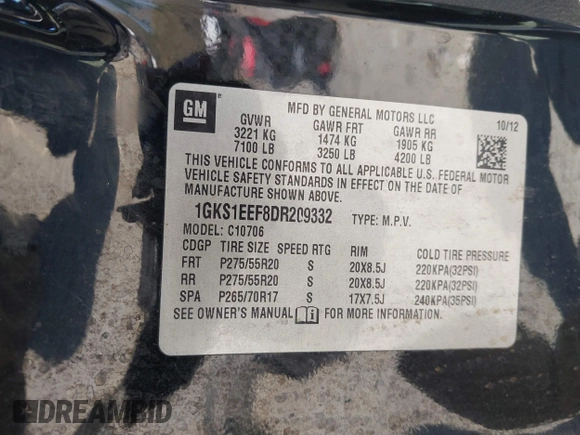 GM
MFD BY GENERAL MOTORS LLC
GVWR GAWR FRT GAWR RR 10/12
3221 KG 1474 KG 1905 KG
7100 LB 3250 LB 4200 LB
THIS VEHICLE CONFORMS TO ALL APPLICABLE U.S. FEDERAL MOTOR
VEHICLE SAFETY STANDARDS IN EFFECT ON THE DATE OF
MANUFACTURE SHOWN ABOVE.
1GKS1EEF8DR209332 TYPE: M.P.V.
MODEL: C10706
CDGP TIRE SIZE SPEED RTG RIM COLD TIRE PRESSURE
FRT P275/55R20 S 20X8.5J 220KPA(32PSI)
RR P275/55R20 S 20X8.5J 220KPA(32PSI)
SPA P265/70R17 S 17X7.5J 240KPA(35PSI)
SEE OWNER'S MANUAL FOR MORE INFORMATION.
DREAMBID